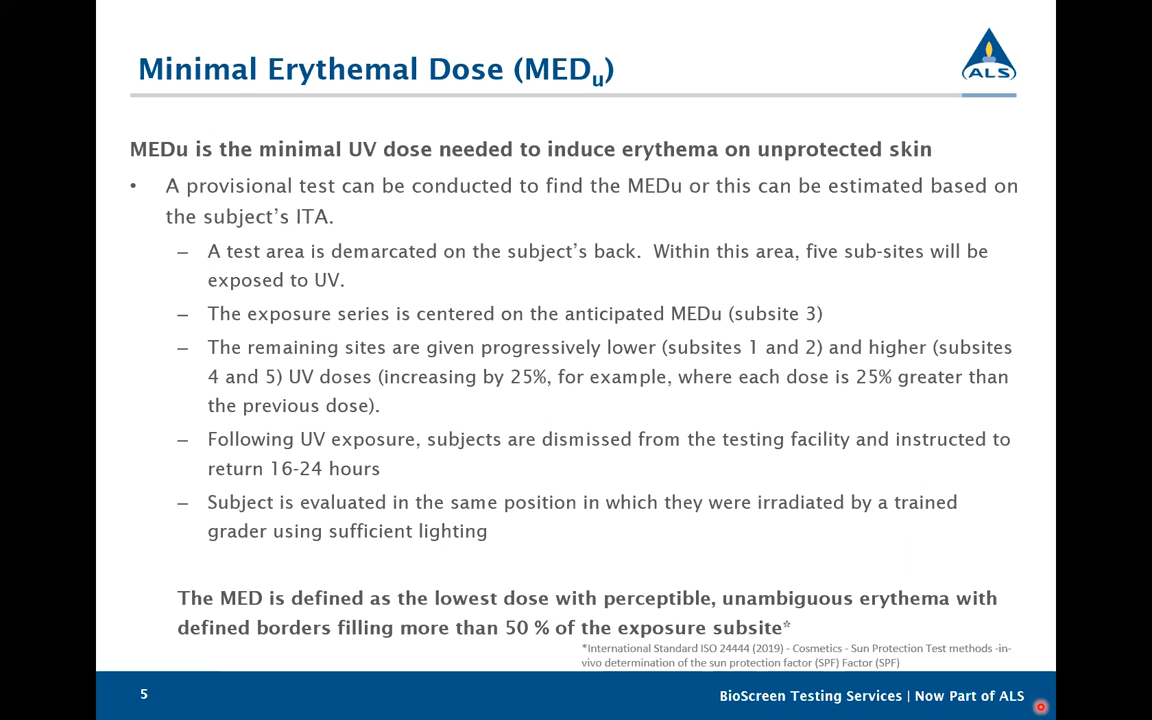 Minimal Erythemal Dose (MEDu)
ALS
MEDu is the minimal UV dose needed to induce erythema on unprotected skin
• A provisional test can be conducted to find the MEDu or this can be estimated based on
the subject’s ITA.
– A test area is demarcated on the subject’s back.  Within this area, five sub-sites will be
exposed to UV.
– The exposure series is centered on the anticipated MEDu (subsite 3)
– The remaining sites are given progressively lower (subsites 1 and 2) and higher (subsites
4 and 5) UV doses (increasing by 25%, for example, where each dose is 25% greater than
the previous dose).
– Following UV exposure, subjects are dismissed from the testing facility and instructed to
return 16-24 hours
– Subject is evaluated in the same position in which they were irradiated by a trained
grader using sufficient lighting
The MED is defined as the lowest dose with perceptible, unambiguous erythema with
defined borders filling more than 50 % of the exposure subsite*
*International Standard ISO 24444 (2019) - Cosmetics - Sun Protection Test methods -in-
vivo determination of the sun protection factor (SPF) Factor (SPF)
5
BioScreen Testing Services | Now Part of ALS